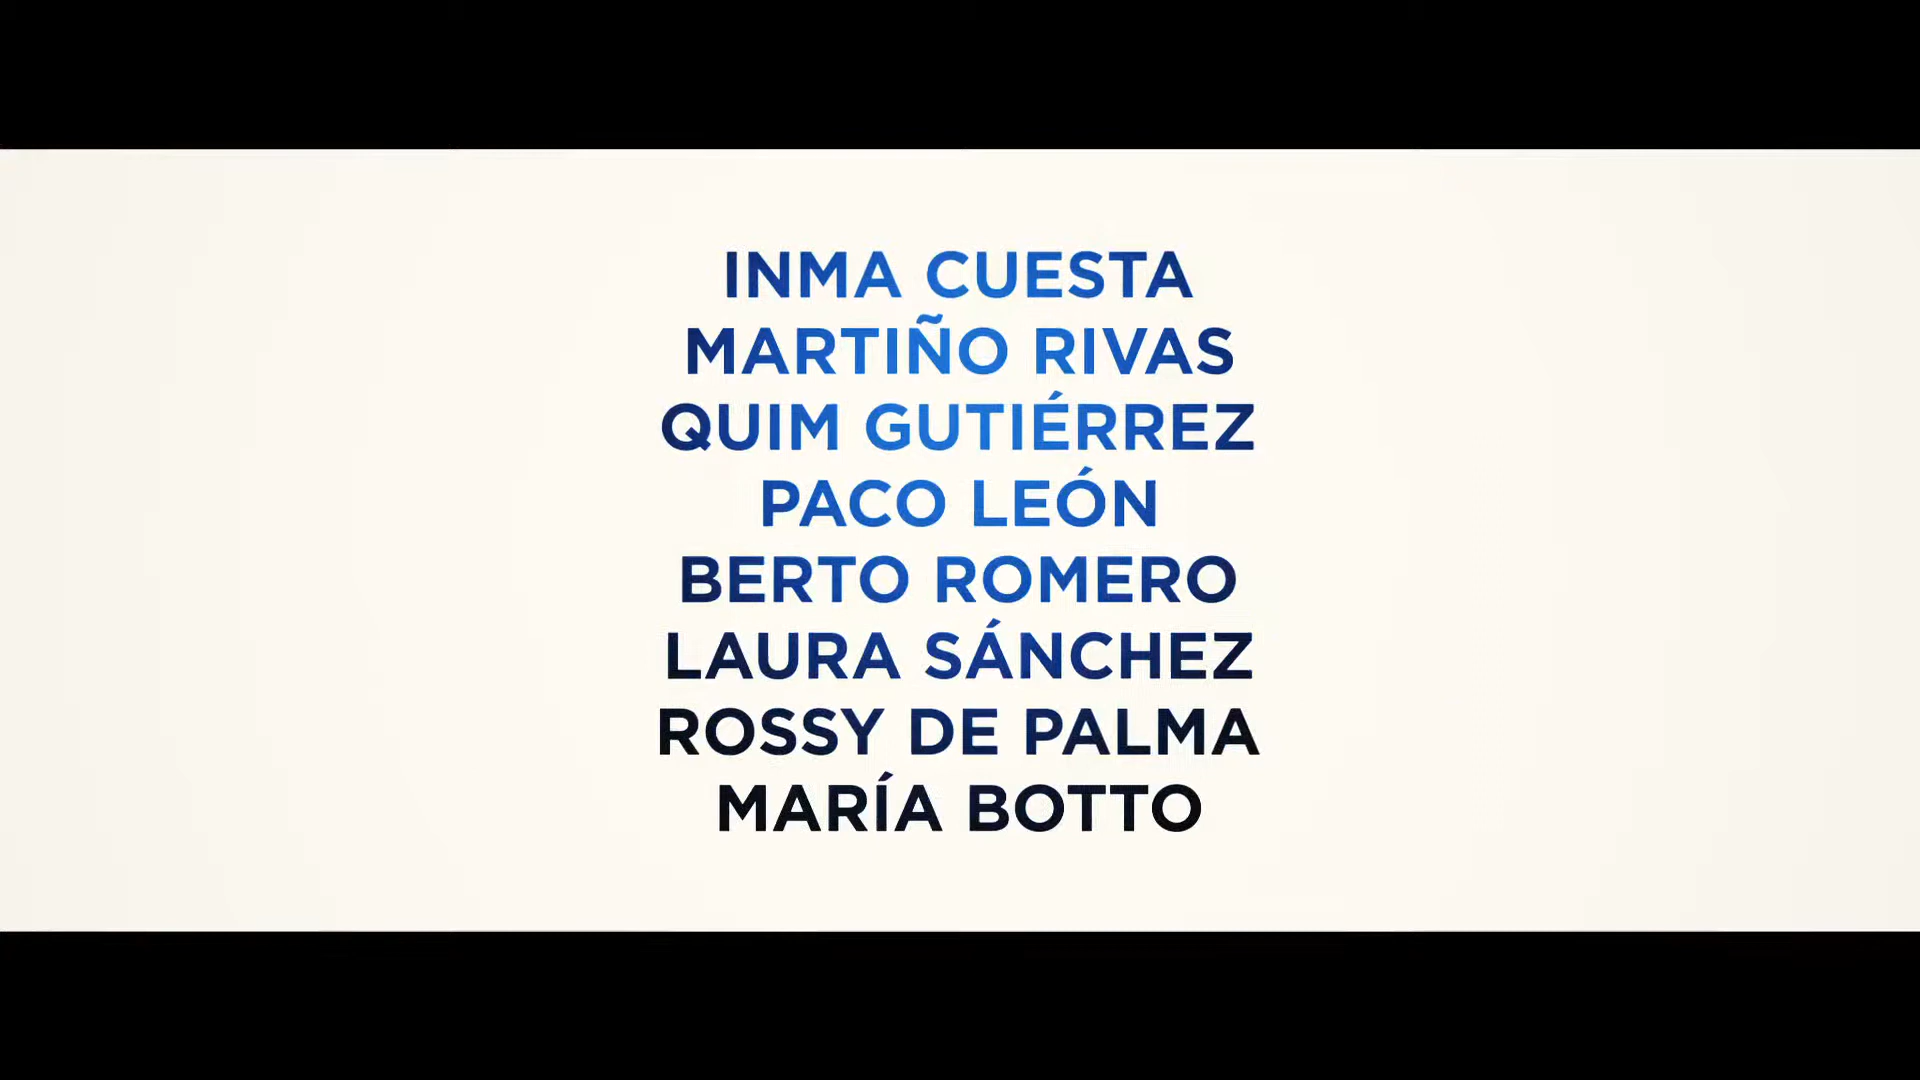 INMA CUESTA
MARTIÑO RIVAS
QUIM GUTIÉRREZ
PACO LEÓN
BERTO ROMERO
LAURA SÁNCHEZ
ROSSY DE PALMA
MARÍA BOTTO